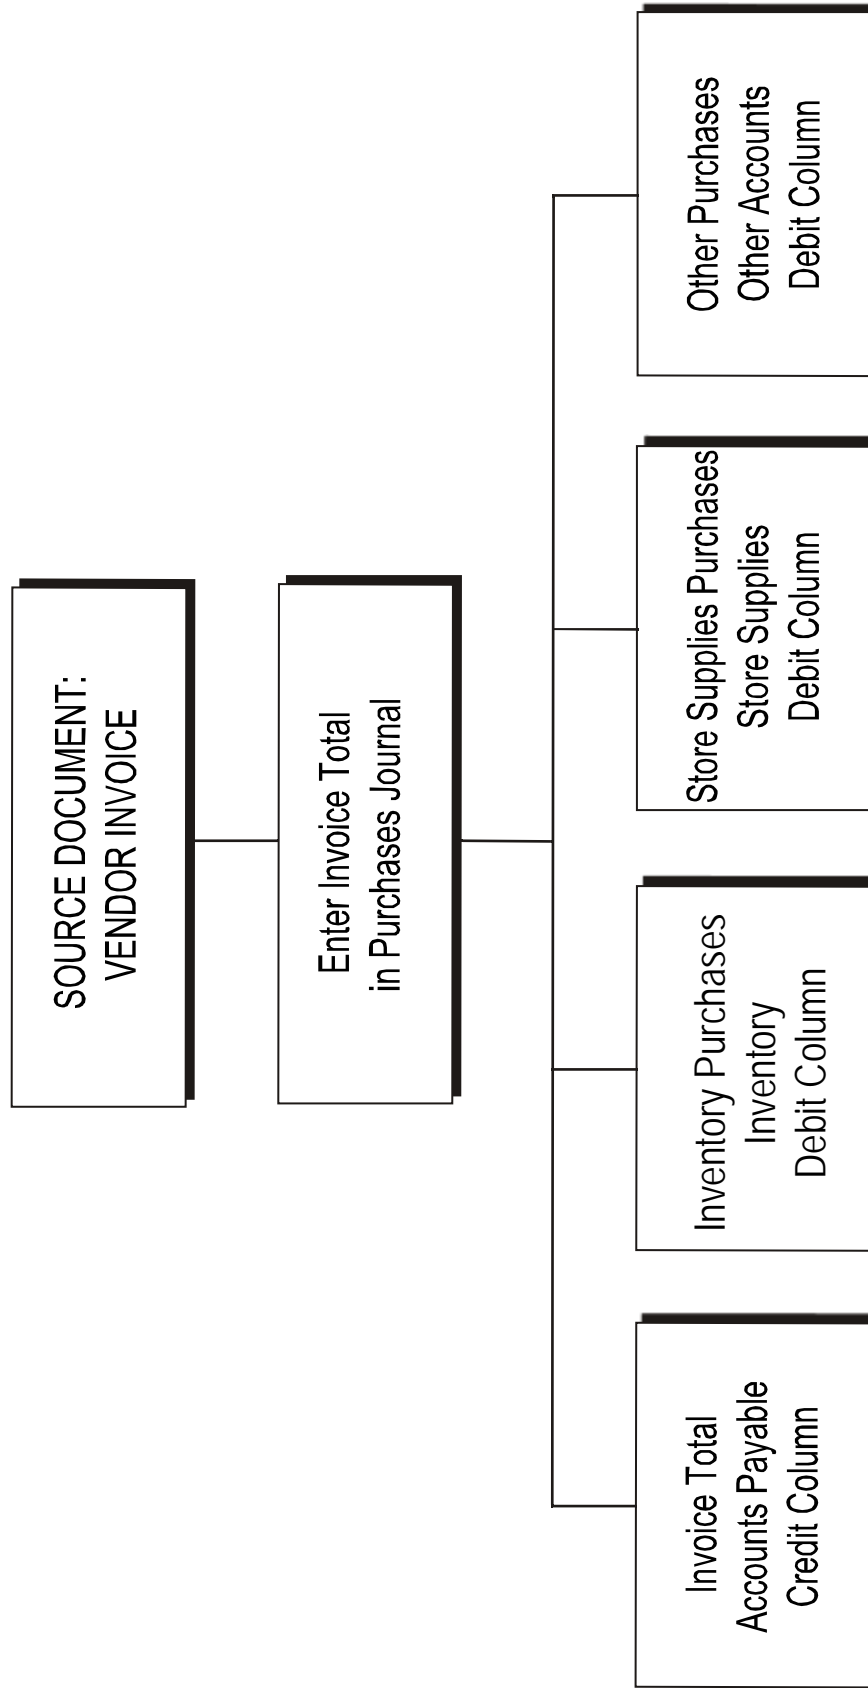 SOURCE DOCUMENT:
VENDOR INVOICE
Enter Invoice Total
in Purchases Journal
Invoice Total
Accounts Payable
Credit Column
Inventory Purchases
Inventory
Debit Column
Store Supplies Purchases
Store Supplies
Debit Column
Other Purchases
Other Accounts
Debit Column